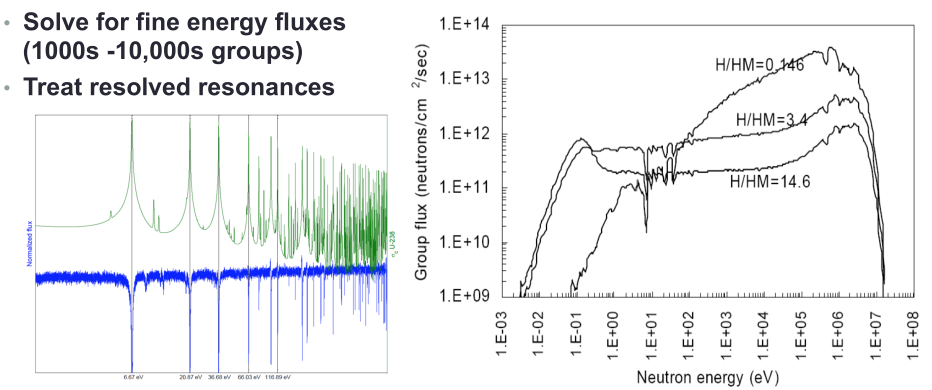 • Solve for fine energy fluxes
(1000s -10,000s groups)
• Treat resolved resonances
Normalized flux
U-238
6.67 eV 20.87 eV 36.68 eV 66.03 eV 116.89 eV
Group flux (neutrons/cm 2/sec)
1.E+14
1.E+13
1.E+12
1.E+11
1.E+10
1.E+09
H/HM=0.146
H/HM=3.4
H/HM=14.6
1.E-03 1.E-02 1.E-01 1.E+00 1.E+01 1.E+02 1.E+03 1.E+04 1.E+05 1.E+06 1.E+07 1.E+08
Neutron energy (eV)